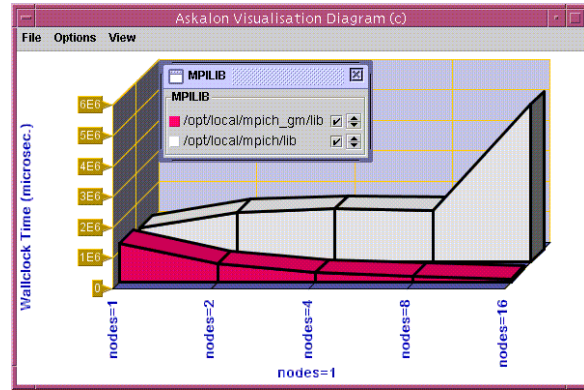 Askalon Visualisation Diagram (c)
File Options View
MPILIB
MPILIB
/opt/local/mpich_gm/lib
/opt/local/mpich/lib
Wallclock Time (microsec.)
6E6
5E6
4E6
3E6
2E6
1E6
0
nodes=1
nodes=2
nodes=4
nodes=8
nodes=16
nodes=1